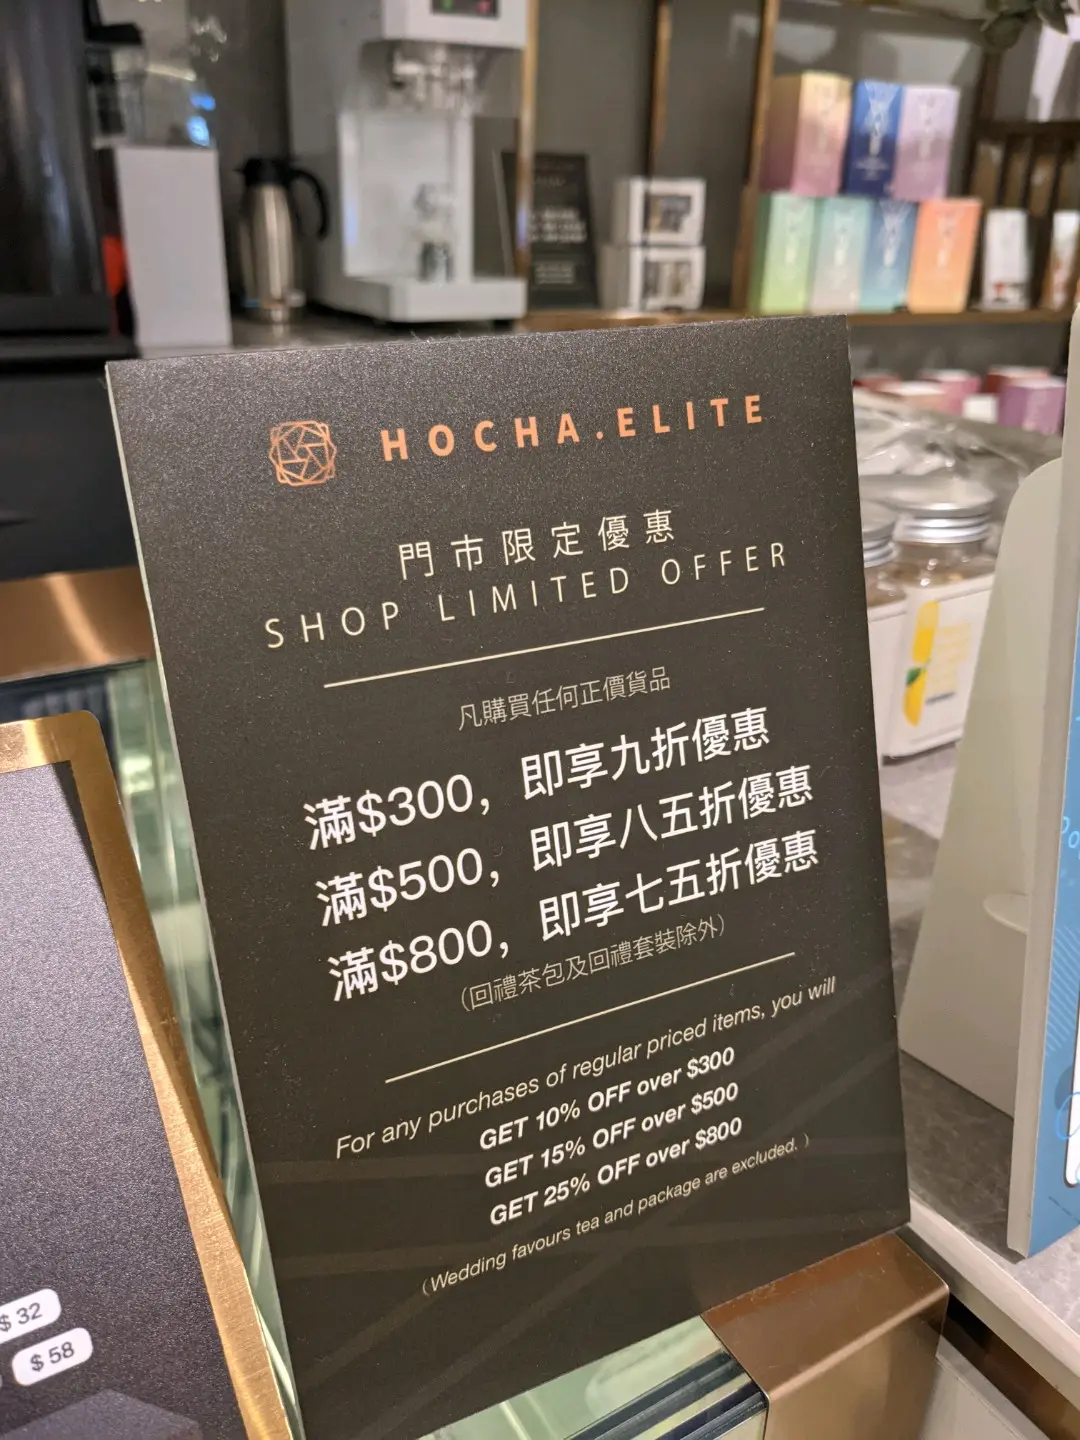 HOCHA.ELITE
門市限定優惠
SHOP LIMITED OFFER
凡購買任何正價貨品
滿$300，即享九折優惠
滿$500，即享八五折優惠
滿$800，即享七五折優惠
（回禮茶包及回禮套裝除外）
For any purchases of regular priced items, you will
GET 10% OFF over $300
GET 15% OFF over $500
GET 25% OFF over $800
（Wedding favours tea and package are excluded.）
$32
$58